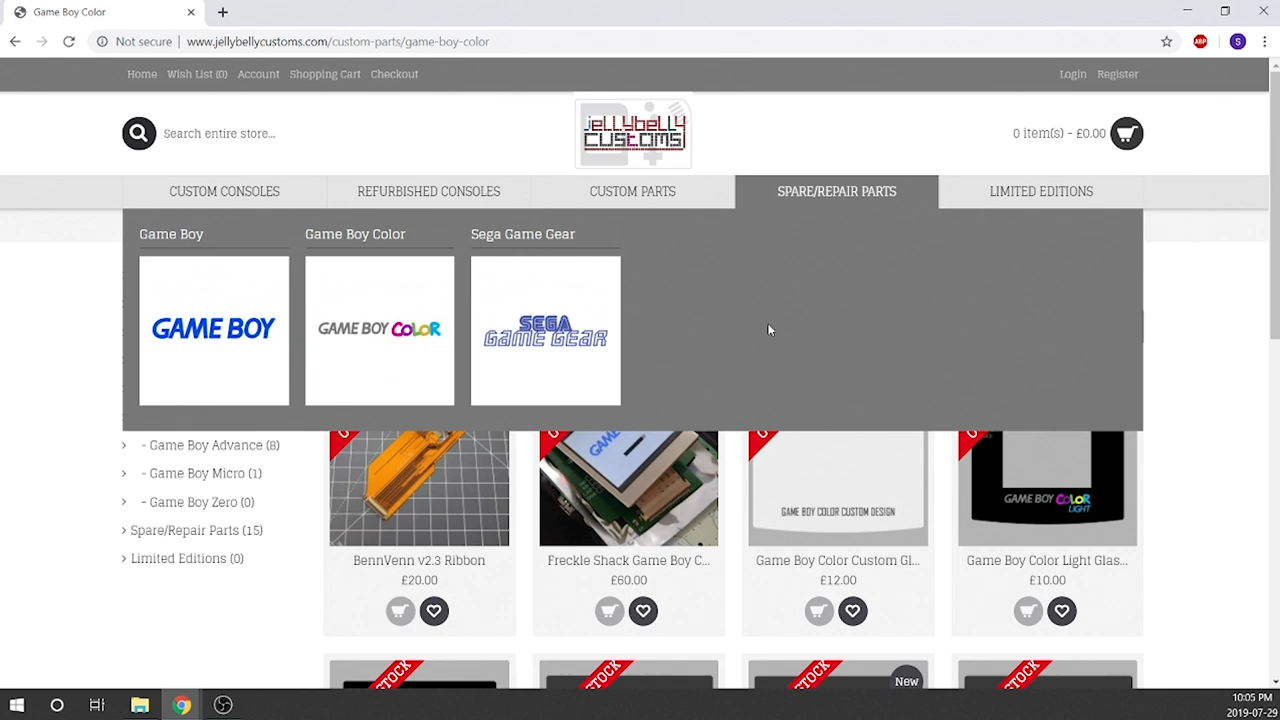 Game Boy Color
Not secure | www.jellybellycustoms.com/custom-parts/game-boy-color
ABP
S
Home Wish List (0) Account Shopping Cart Checkout
Login Register
Search entire store...
jellybelly
customs
0 item(s) - £0.00
CUSTOM CONSOLES REFURBISHED CONSOLES CUSTOM PARTS SPARE/REPAIR PARTS LIMITED EDITIONS
Game Boy Game Boy Color Sega Game Gear
GAME BOY
GAME BOY COLOR
SEGA
GAME GEAR
- Game Boy Advance (8)
- Game Boy Micro (1)
- Game Boy Zero (0)
Spare/Repair Parts (15)
Limited Editions (0)
GAME BOY COLOR CUSTOM DESIGN
GAME BOY COLOR
LIGHT
BennVenn v2.3 Ribbon
£20.00
Freckle Shack Game Boy C...
£60.00
Game Boy Color Custom Gl...
£12.00
Game Boy Color Light Glas...
£10.00
STOCK
STOCK
STOCK
New
STOCK
10:05 PM
2019-07-29